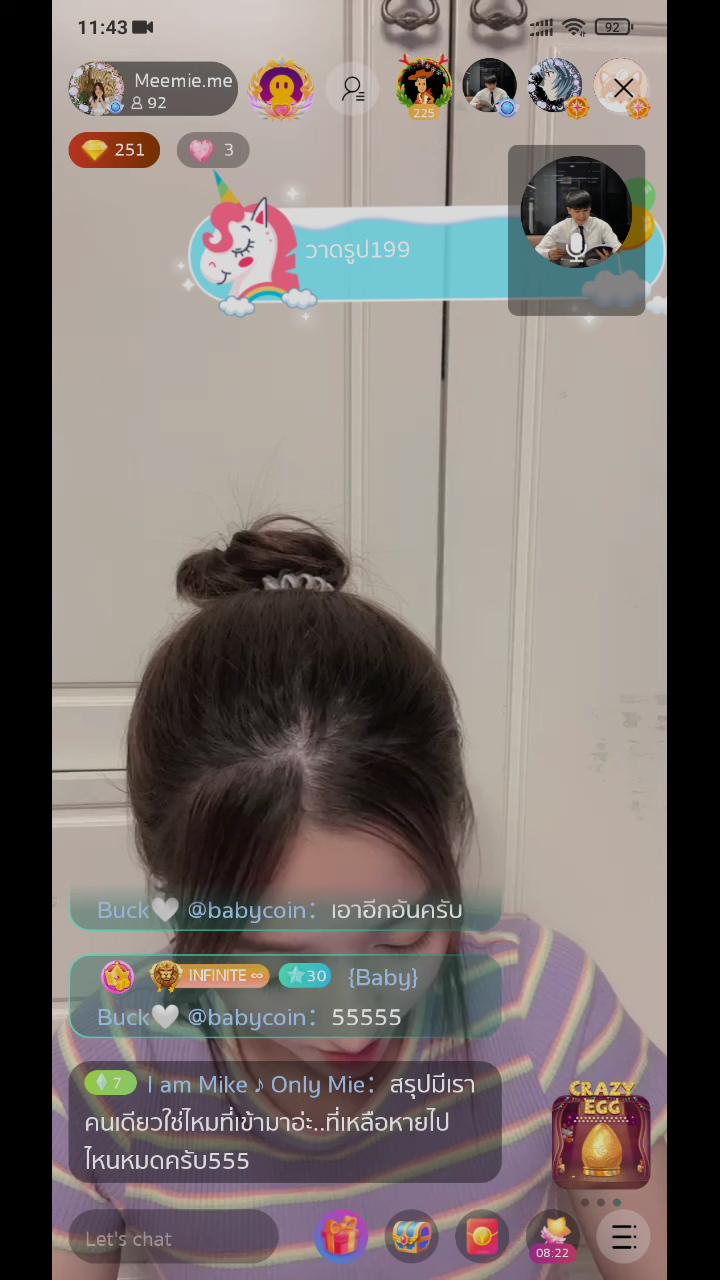 11:43
92
Meemie.me
92
225
251
3
วาดรูป199
Buck🤍 @babycoin: เอาอีกอันครับ
INFINITE ∞ 30 {Baby}
Buck🤍 @babycoin: 55555
7 I am Mike ♪ Only Mie: สรุปมีเรา
คนเดียวใช่ไหมที่เข้ามาอ่ะ..ที่เหลือหายไป
ไหนหมดครับ555
CRAZY
EGG
Let's chat
08:22